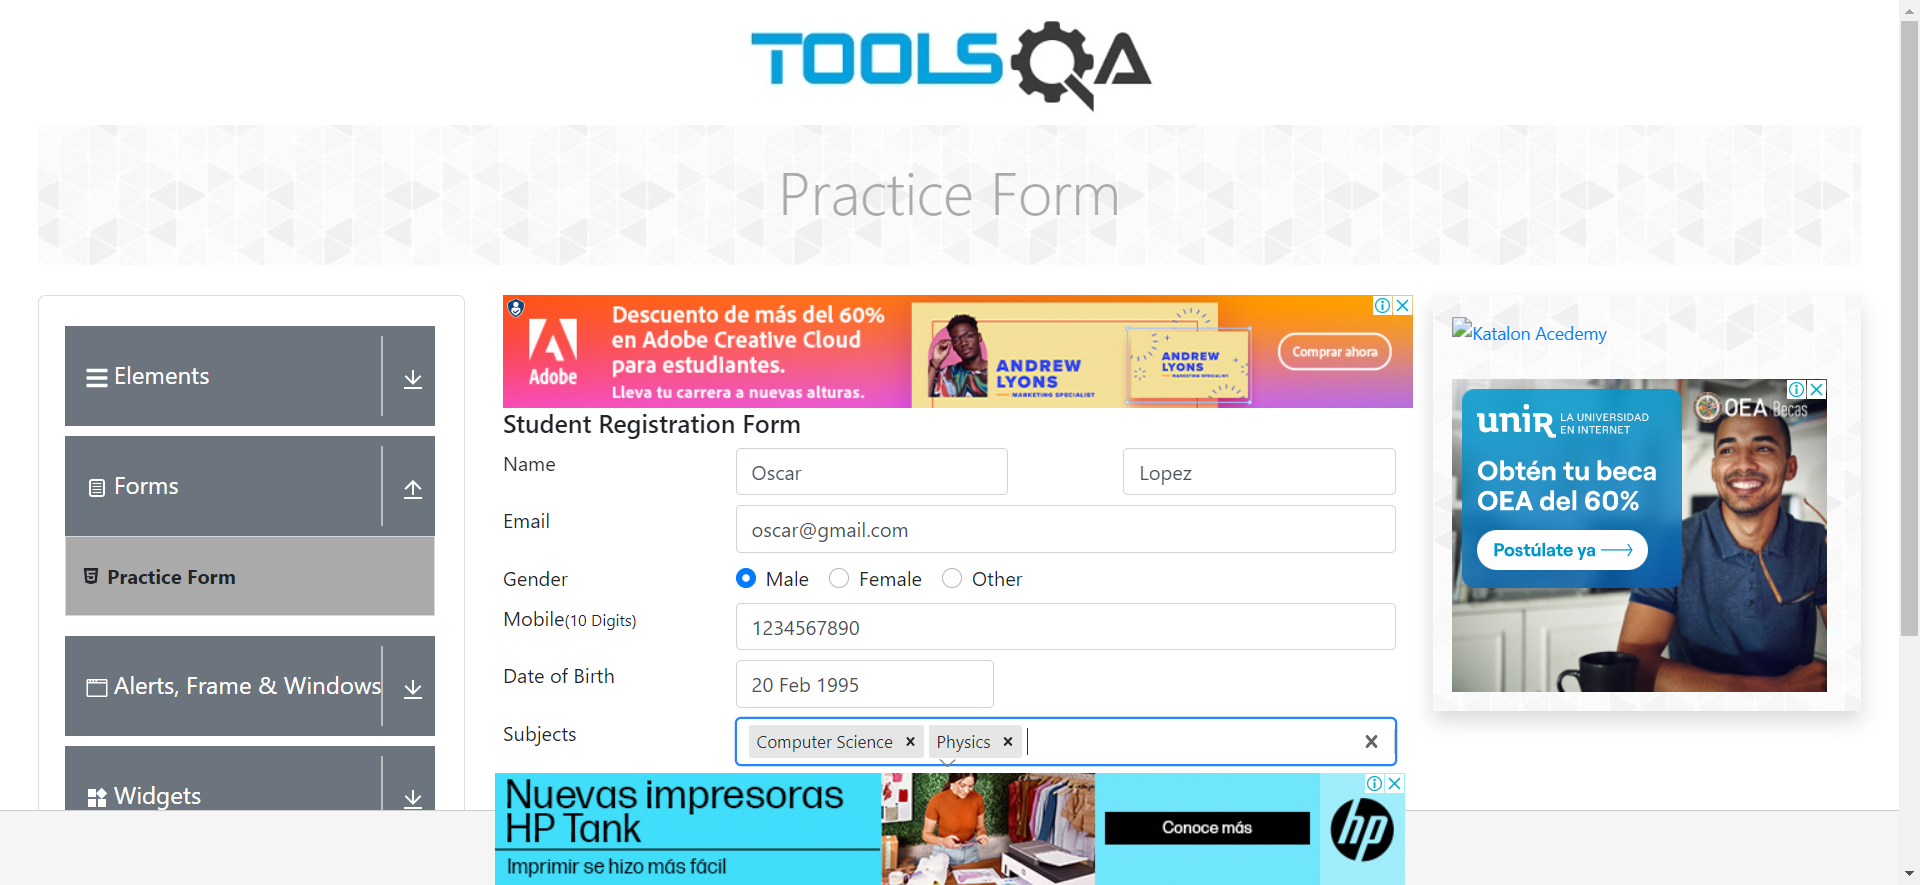 TOOLSQA
Practice Form
Elements
Forms
Practice Form
Alerts, Frame & Windows
Widgets
Descuento de más del 60%
en Adobe Creative Cloud
para estudiantes.
Lleva tu carrera a nuevas alturas.
Adobe
ANDREW
LYONS
MARKETING SPECIALIST
ANDREW
LYONS
MARKETING SPECIALIST
Comprar ahora
Student Registration Form
Name
Oscar
Lopez
Email
oscar@gmail.com
Gender
Male
Female
Other
Mobile(10 Digits)
1234567890
Date of Birth
20 Feb 1995
Subjects
Computer Science
Physics
Nuevas impresoras
HP Tank
Imprimir se hizo más fácil
Conoce más
hp
Katalon Acedemy
unir LA UNIVERSIDAD
EN INTERNET
OEA Becas
Obtén tu beca
OEA del 60%
Postúlate ya